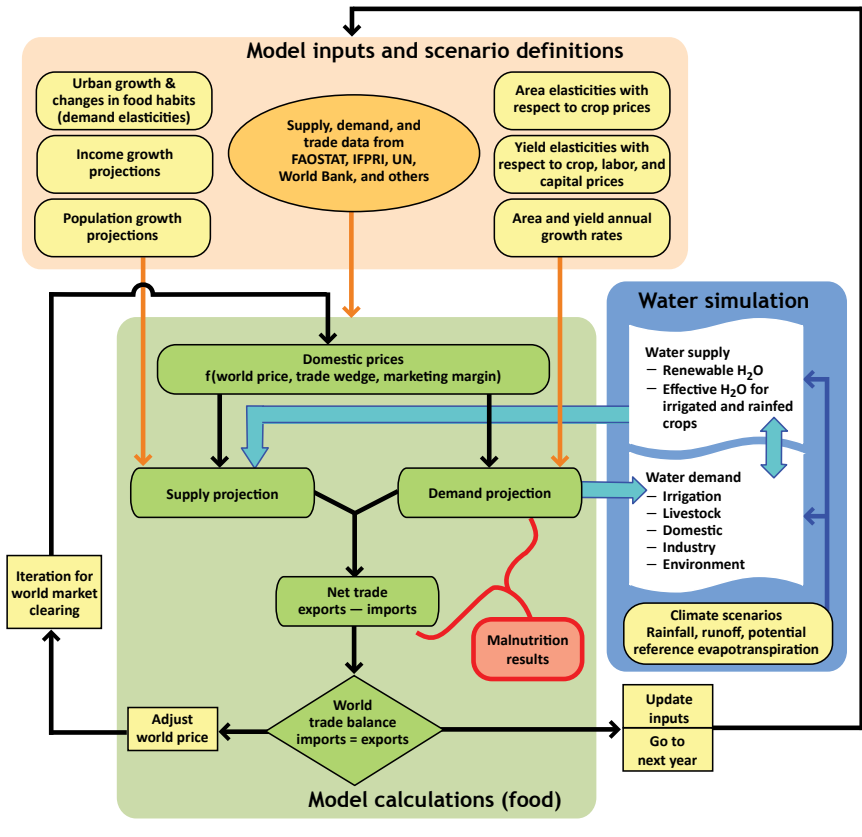 Model inputs and scenario definitions
Urban growth &
changes in food habits
(demand elasticities)
Income growth
projections
Population growth
projections
Supply, demand, and
trade data from
FAOSTAT, IFPRI, UN,
World Bank, and others
Area elasticities with
respect to crop prices
Yield elasticities with
respect to crop, labor, and
capital prices
Area and yield annual
growth rates
Domestic prices
f(world price, trade wedge, marketing margin)
Supply projection
Demand projection
Net trade
exports — imports
Malnutrition
results
World
trade balance
imports = exports
Model calculations (food)
Iteration for
world market
clearing
Adjust
world price
Update
inputs
Go to
next year
Water simulation
Water supply
— Renewable H₂O
— Effective H₂O for
irrigated and rainfed
crops
Water demand
— Irrigation
— Livestock
— Domestic
— Industry
— Environment
Climate scenarios
Rainfall, runoff, potential
reference evapotranspiration